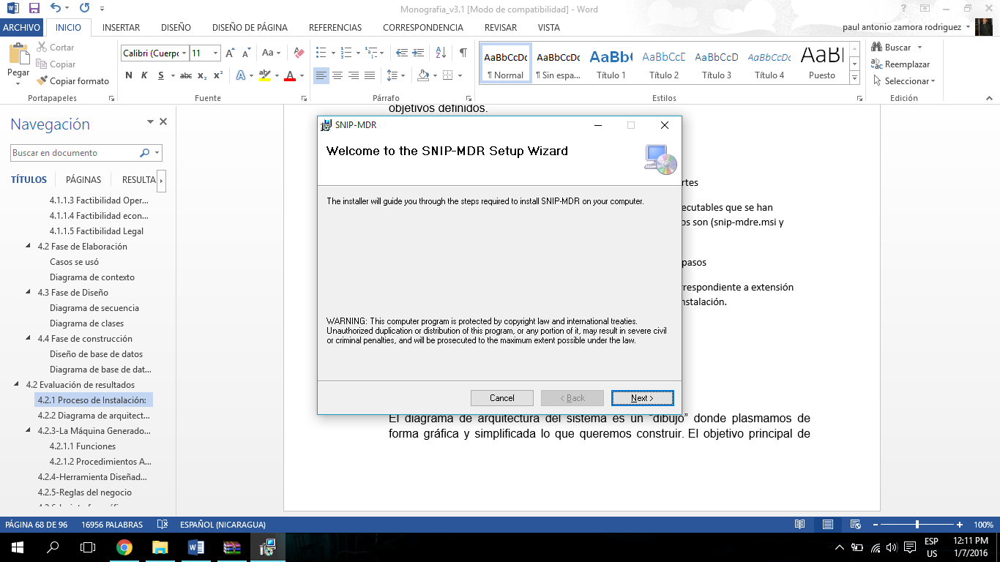 Monografia_v3.1 [Modo de compatibilidad] - Word
ARCHIVO INICIO INSERTAR DISEÑO DISEÑO DE PÁGINA REFERENCIAS CORRESPONDENCIA REVISAR VISTA
paul antonio zamora rodriguez
Pegar
Cortar
Copiar
Copiar formato
Portapapeles
Calibri (Cuerpo 11
Aa
N K S abc x₂ x²
A ab A
Fuente
Párrafo
AaBbCcDc AaBbCcDc AaBb( AaBbCcD AaBbCcD AaBbCcDc AaBl
¶ Normal ¶ Sin espa... Título 1 Título 2 Título 3 Título 4 Puesto
Estilos
Buscar
Reemplazar
Seleccionar
Edición
Navegación
Buscar en documento
TÍTULOS PÁGINAS RESULTA
4.1.1.3 Factibilidad Oper...
4.1.1.4 Factibilidad econ...
4.1.1.5 Factibilidad Legal
4.2 Fase de Elaboración
Casos se usó
Diagrama de contexto
4.3 Fase de Diseño
Diagrama de secuencia
Diagrama de clases
4.4 Fase de construcción
Diseño de base de datos
Diagrama de base de dat...
4.2 Evaluación de resultados
4.2.1 Proceso de Instalación:
4.2.2 Diagrama de arquitect...
4.2.3-La Máquina Generado...
4.2.1.1 Funciones
4.2.1.2 Procedimientos A...
4.2.4-Herramienta Diseñad...
4.2.5-Reglas del negocio
objetivos definidos.
rtes
ecutables que se han
os son (snip-mdre.msi y
pasos
rrespondiente a extensión
nstalación.
SNIP-MDR
Welcome to the SNIP-MDR Setup Wizard
The installer will guide you through the steps required to install SNIP-MDR on your computer.
WARNING: This computer program is protected by copyright law and international treaties.
Unauthorized duplication or distribution of this program, or any portion of it, may result in severe civil
or criminal penalties, and will be prosecuted to the maximum extent possible under the law.
Cancel < Back Next >
El diagrama de arquitectura del sistema es un “dibujo” donde plasmamos de
forma gráfica y simplificada lo que queremos construir. El objetivo principal de
PÁGINA 68 DE 96 16956 PALABRAS ESPAÑOL (NICARAGUA)
100%
ESP
US
12:11 PM
1/7/2016